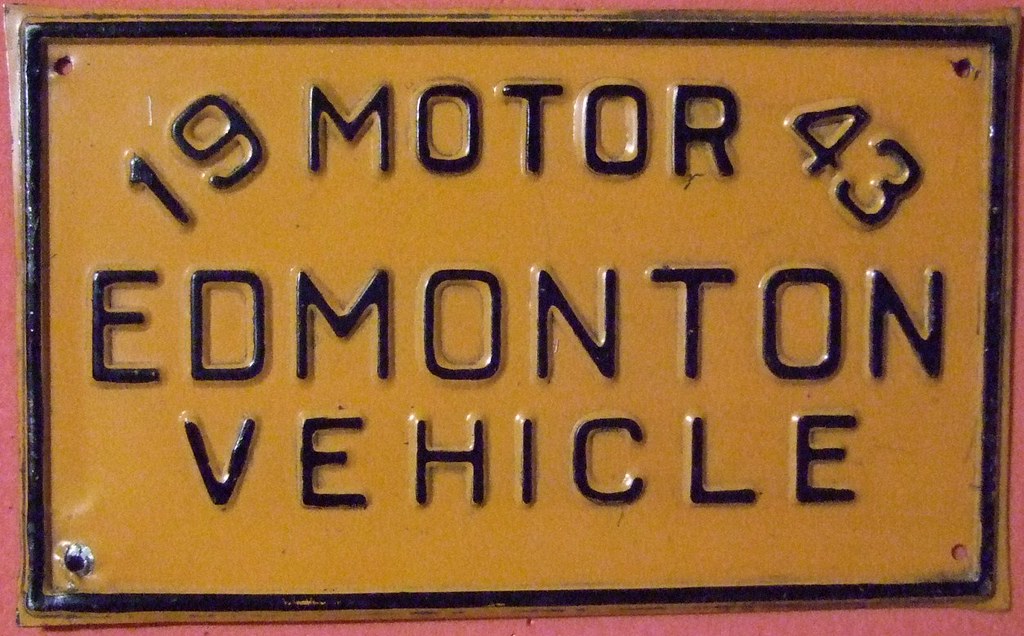 19 MOTOR 43
EDMONTON
VEHICLE